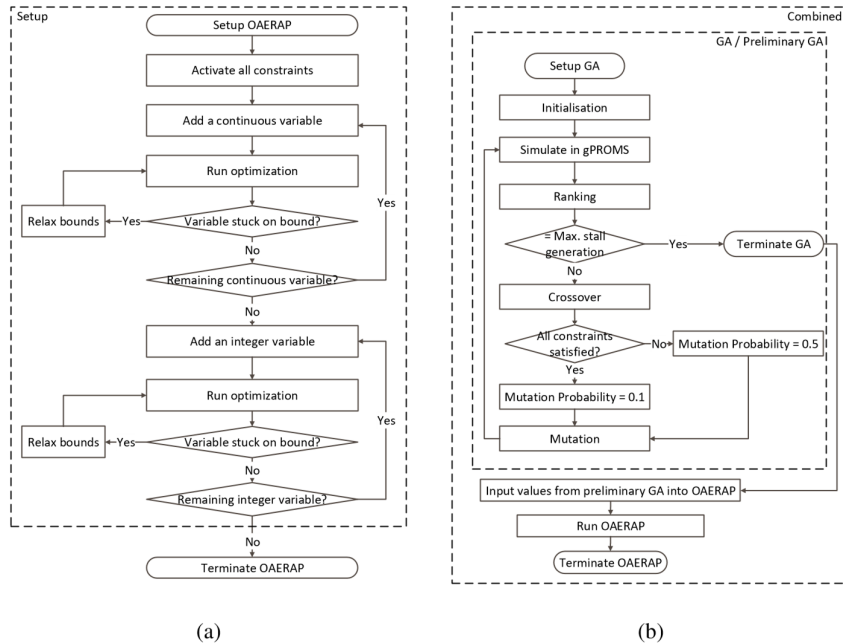 Setup
Setup OAERAP
Activate all constraints
Add a continuous variable
Run optimization
Yes
Relax bounds
Yes
Variable stuck on bound?
No
Remaining continuous variable?
No
Add an integer variable
Run optimization
Yes
Relax bounds
Yes
Variable stuck on bound?
No
Remaining integer variable?
No
Terminate OAERAP
(a)
Combined
GA / Preliminary GA
Setup GA
Initialisation
Simulate in gPROMS
Ranking
= Max. stall
generation
Yes
Terminate GA
No
Crossover
All constraints
satisfied?
No
Mutation Probability = 0.5
Yes
Mutation Probability = 0.1
Mutation
Input values from preliminary GA into OAERAP
Run OAERAP
Terminate OAERAP
(b)